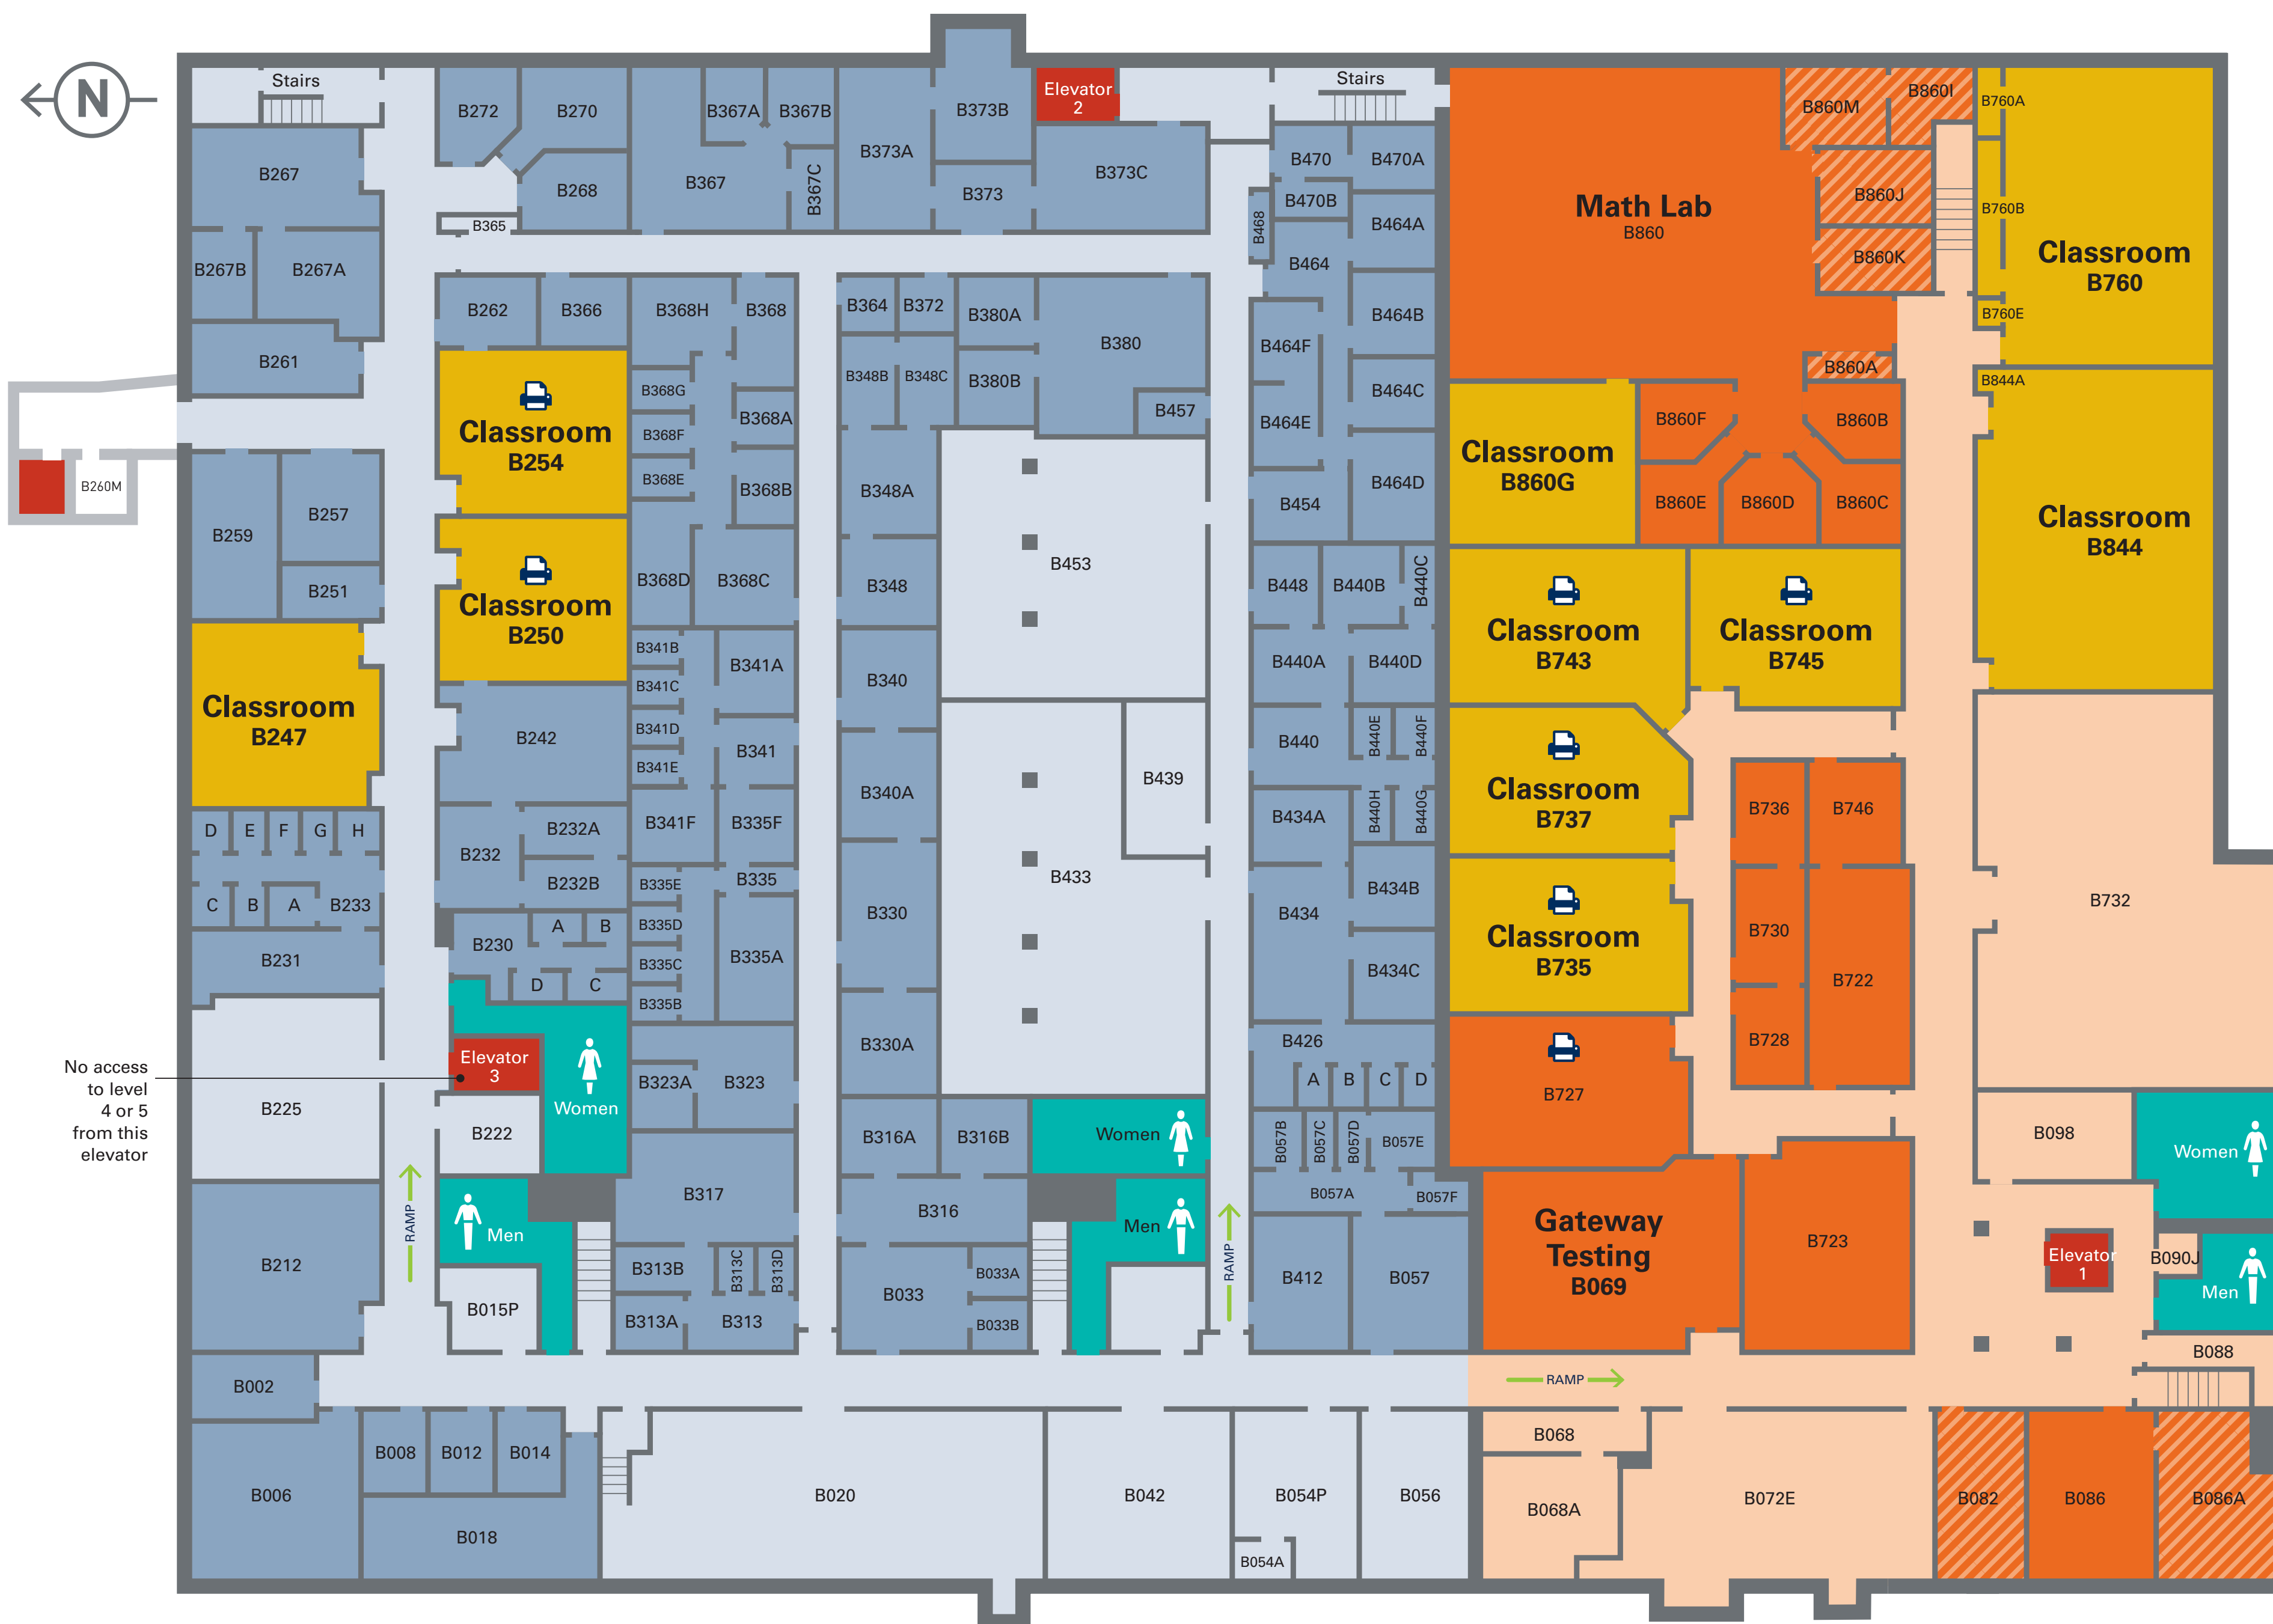 N
Stairs
B272
B270
B367A
B367B
B373B
Elevator
2
Stairs
B860M
B860I
B760A
B267
B268
B367
B367C
B373A
B373
B373C
B470
B470A
B470B
B468
B464A
Math Lab
B860
B860J
B760B
B365
B267B
B267A
B464
B860K
Classroom
B760
B262
B366
B368H
B368
B364
B372
B380A
B380
B464B
B760E
B261
B464F
B348B
B348C
B380B
B860A
B844A
Classroom
B254
B368G
B368A
B457
B464C
B464E
B860F
B860B
B368F
Classroom
B860G
B260M
B368E
B368B
B348A
B464D
B454
B860E
B860D
B860C
B259
B257
Classroom
B844
B251
Classroom
B250
B368D
B368C
B348
B453
B448
B440B
B440C
Classroom
B743
Classroom
B745
B341B
B341A
B341C
B340
B440A
B440D
Classroom
B247
B242
B341D
B341
B341E
B440
B440E
B440F
B439
B340A
Classroom
B737
B736
B746
D
E
F
G
H
B232
B232A
B341F
B335F
B434A
B440H
B440G
B232B
B335E
B335
B433
B434B
C
B
A
B233
B230
A
B
B335D
B330
B434
Classroom
B735
B730
B732
B231
B335C
B335A
B434C
B722
D
C
B335B
No access
to level
4 or 5
from this
elevator
Elevator
3
Women
B323A
B323
B330A
B426
A
B
C
D
B727
B728
B225
B222
B316A
B316B
Women
B057B
B057C
B057D
B057E
B098
Women
B317
B316
B057A
B057F
RAMP
Men
Men
RAMP
Gateway
Testing
B069
B723
Elevator
1
B090J
Men
B212
B015P
B313B
B313C
B313D
B033
B033A
B412
B057
B313A
B313
B033B
B088
B002
RAMP
B008
B012
B014
B068
B006
B018
B020
B042
B054P
B056
B054A
B068A
B072E
B082
B086
B086A